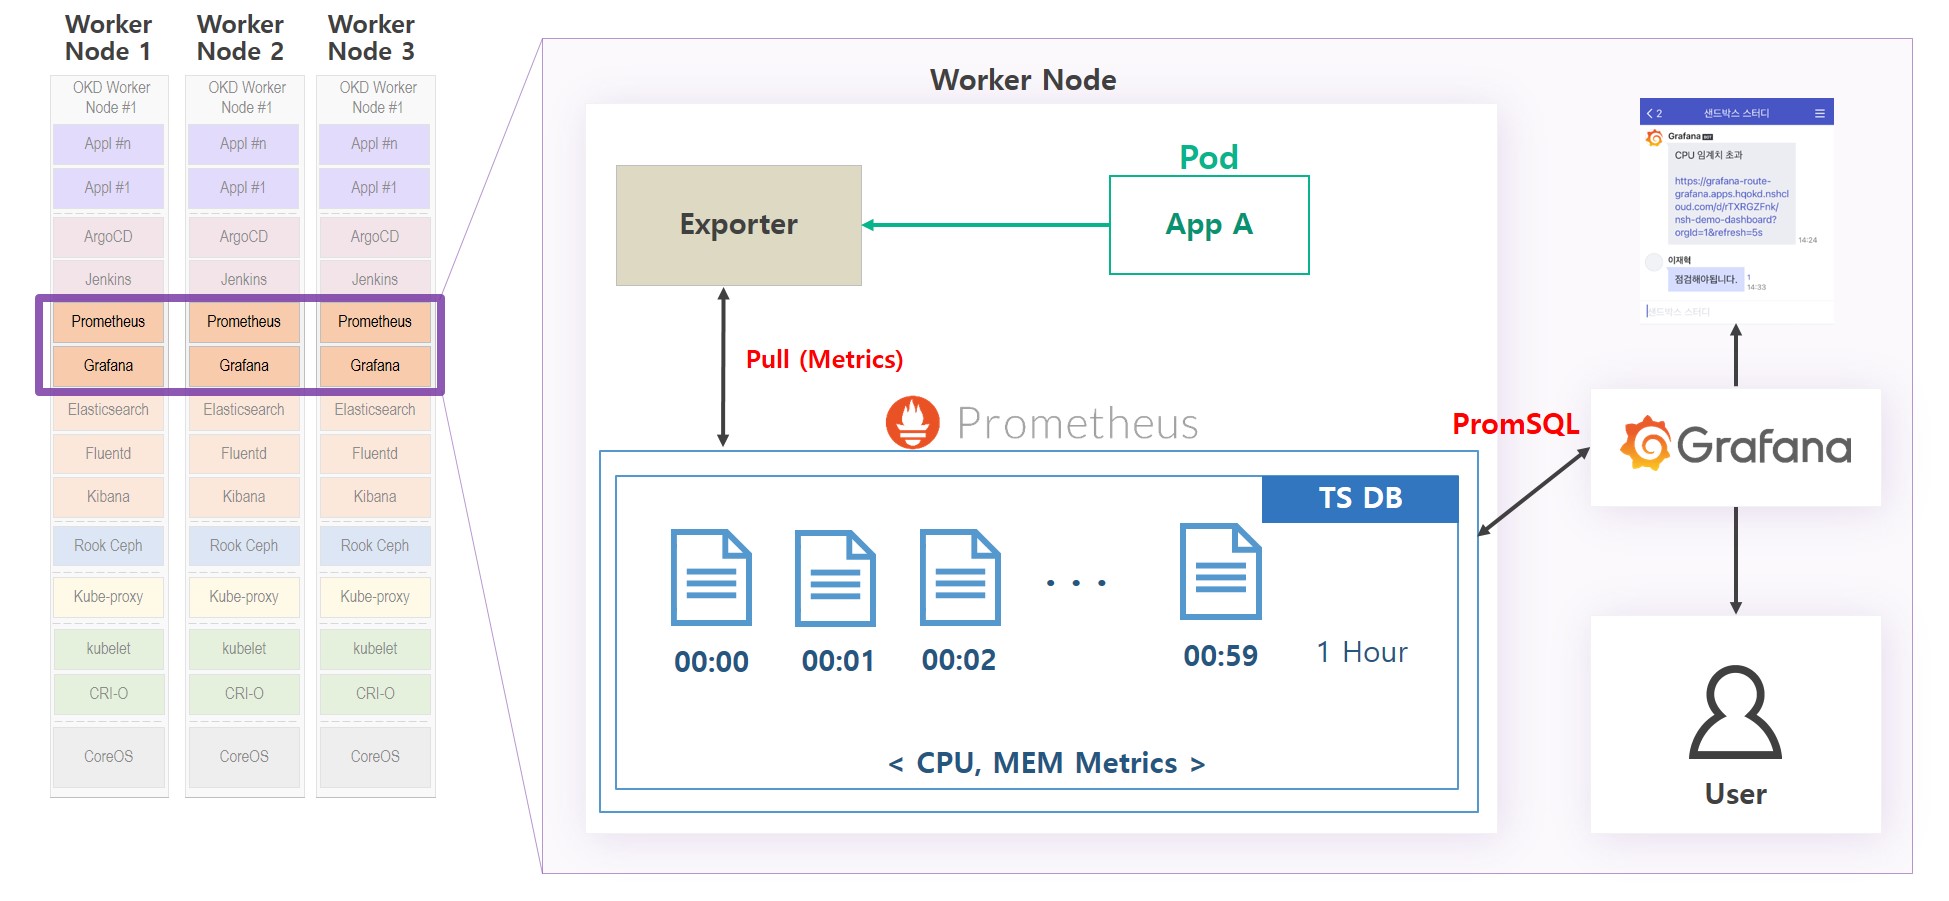 Worker
Node 1
Worker
Node 2
Worker
Node 3
OKD Worker
Node #1
Appl #n
Appl #1
ArgoCD
Jenkins
Prometheus
Grafana
Elasticsearch
Fluentd
Kibana
Rook Ceph
Kube-proxy
kubelet
CRI-O
CoreOS
OKD Worker
Node #1
Appl #n
Appl #1
ArgoCD
Jenkins
Prometheus
Grafana
Elasticsearch
Fluentd
Kibana
Rook Ceph
Kube-proxy
kubelet
CRI-O
CoreOS
OKD Worker
Node #1
Appl #n
Appl #1
ArgoCD
Jenkins
Prometheus
Grafana
Elasticsearch
Fluentd
Kibana
Rook Ceph
Kube-proxy
kubelet
CRI-O
CoreOS
Worker Node
Exporter
Pod
App A
Pull (Metrics)
Prometheus
TS DB
00:00
00:01
00:02
· · ·
00:59
1 Hour
< CPU, MEM Metrics >
PromSQL
2 샌드박스 스터디
Grafana BOT
CPU 임계치 초과
https://grafana-route-
grafana.apps.hqokd.nshcl
oud.com/d/rTXRGZFnk/
nsh-demo-dashboard?
orgId=1&refresh=5s
14:24
이재혁
점검해야됩니다.
1
14:33
샌드박스 스터디
Grafana
User